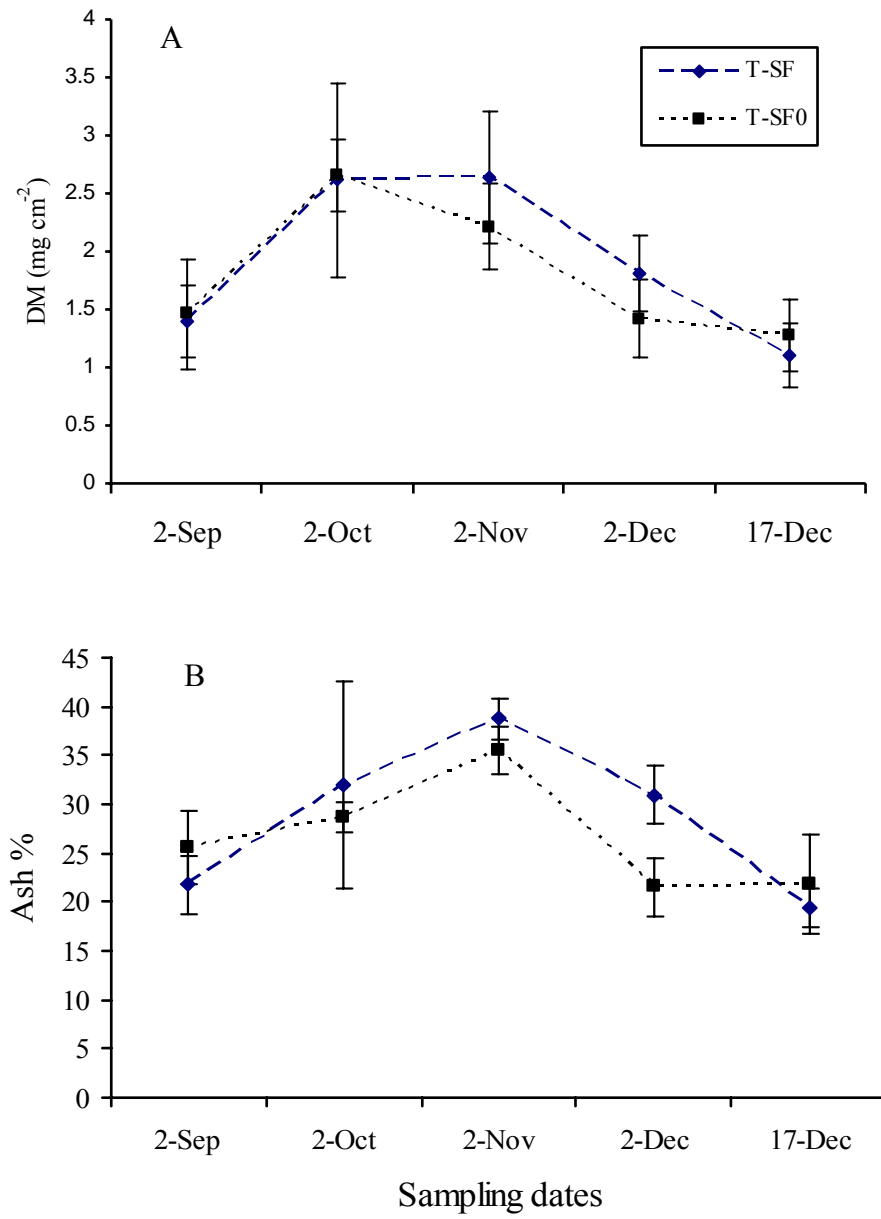 A
T-SF
T-SF0
4
3.5
3
2.5
2
1.5
1
0.5
0
DM (mg cm⁻²)
2-Sep 2-Oct 2-Nov 2-Dec 17-Dec
B
45
40
35
30
25
20
15
10
5
0
Ash %
2-Sep 2-Oct 2-Nov 2-Dec 17-Dec
Sampling dates